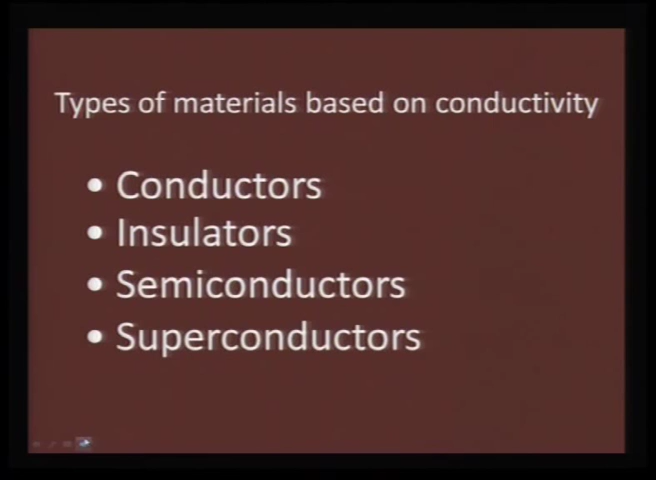 Types of materials based on conductivity
• Conductors
• Insulators
• Semiconductors
• Superconductors